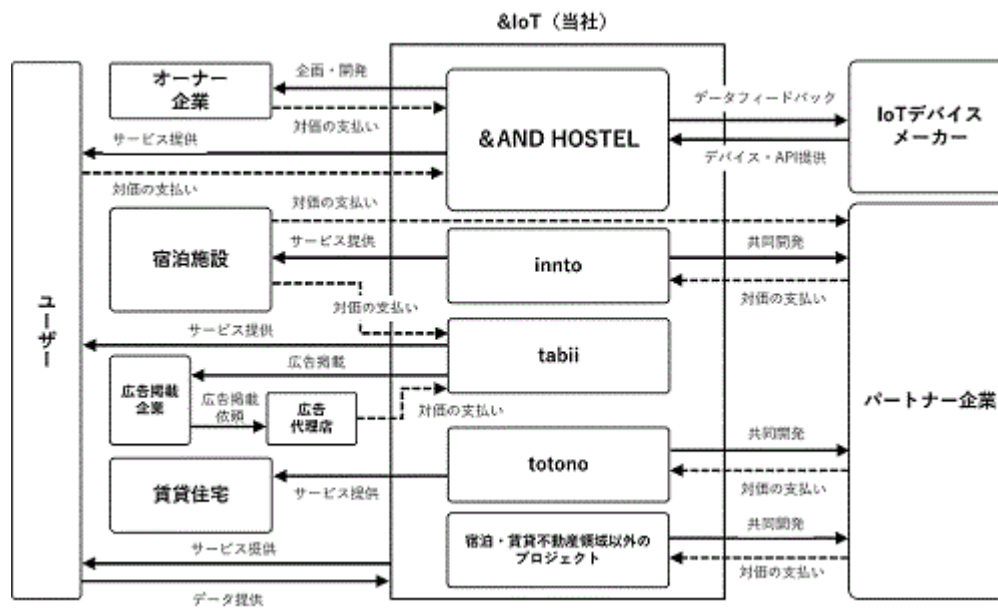 &IoT（当社）
オーナー
企業
企画・開発
対価の支払い
&AND HOSTEL
データフィードバック
デバイス・API提供
IoTデバイス
メーカー
サービス提供
対価の支払い
対価の支払い
宿泊施設
サービス提供
innto
共同開発
対価の支払い
対価の支払い
ユーザー
サービス提供
tabii
広告掲載
広告掲載
企業
広告掲載
依頼
広告
代理店
対価の支払い
パートナー企業
totono
共同開発
対価の支払い
賃貸住宅
サービス提供
宿泊・賃貸不動産領域以外の
プロジェクト
共同開発
対価の支払い
サービス提供
データ提供